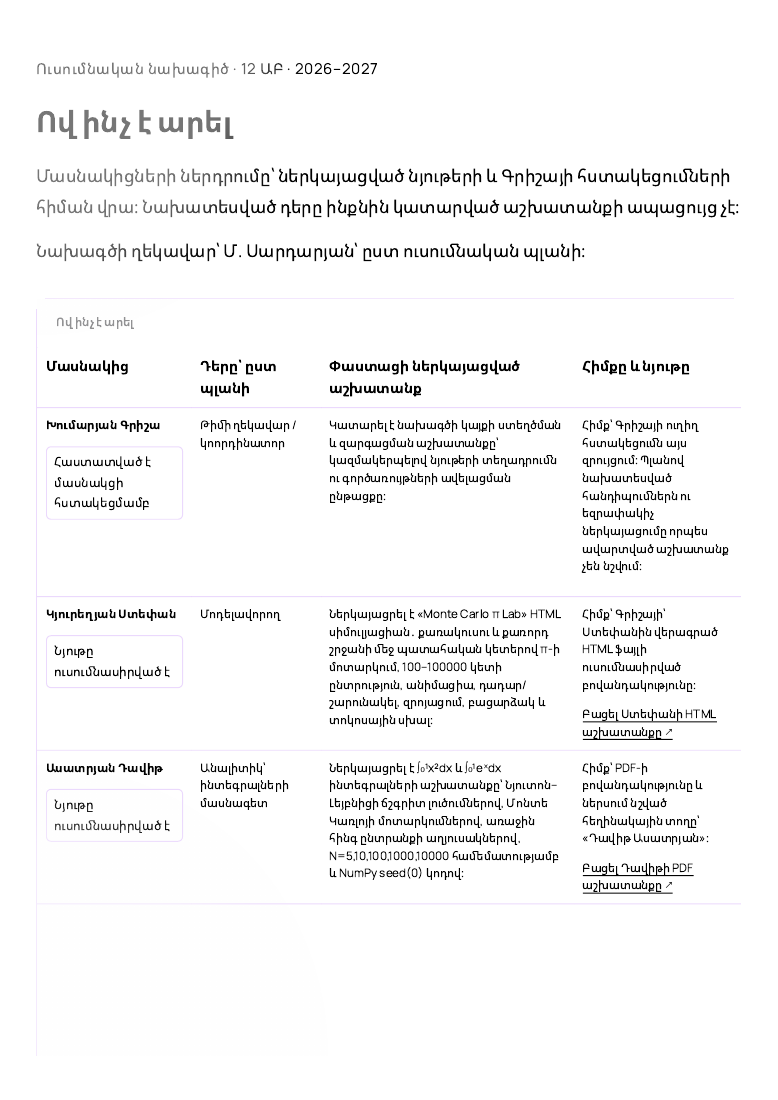 Ուսումնական նախագիծ · 12 ԱԲ · 2026–2027
Ով ինչ է արել
Մասնակիցների ներդրումը՝ ներկայացված նյութերի և Գրիշայի հստակեցումների
հիման վրա։ Նախատեսված դերը ինքնին կատարված աշխատանքի ապացույց չէ։
Նախագծի ղեկավար՝ Մ. Սարդարյան՝ ըստ ուսումնական պլանի։
Ով ինչ է արել
Մասնակից
Դերը՝ ըստ
պլանի
Փաստացի ներկայացված
աշխատանք
Հիմքը և նյութը
Խումարյան Գրիշա
Հաստատված է
մասնակցի
հստակեցմամբ
Թիմի ղեկավար /
կոորդինատոր
Կատարել է նախագծի կայքի ստեղծման
և զարգացման աշխատանքը՝
կազմակերպելով նյութերի տեղադրումն
ու գործառույթների ավելացման
ընթացքը։
Հիմք՝ Գրիշայի ուղիղ
հստակեցումն այս
զրույցում։ Պլանով
նախատեսված
հանդիպումներն ու
եզրափակիչ
ներկայացումը որպես
ավարտված աշխատանք
չեն նշվում։
Կյուրեղյան Ստեփան
Նյութը
ուսումնասիրված է
Մոդելավորող
Ներկայացրել է «Monte Carlo π Lab» HTML
սիմուլյացիան․ քառակուսու և քառորդ
շրջանի մեջ պատահական կետերով π-ի
մոտարկում, 100–100000 կետի
ընտրություն, անիմացիա, դադար/
շարունակել, զրոյացում, բացարձակ և
տոկոսային սխալ։
Հիմք՝ Գրիշայի՝
Ստեփանին վերագրած
HTML ֆայլի
ուսումնասիրված
բովանդակությունը։
Բացել Ստեփանի HTML
աշխատանքը ↗
Ասատրյան Դավիթ
Նյութը
ուսումնասիրված է
Անալիտիկ՝
ինտեգրալների
մասնագետ
Ներկայացրել է ∫₀¹x²dx և ∫₀¹eˣdx
ինտեգրալների աշխատանքը՝ Նյուտոն–
Լեյբնիցի ճշգրիտ լուծումներով, Մոնտե
Կառլոյի մոտարկումներով, առաջին
հինգ ընտրանքի աղյուսակներով,
N=5,10,100,1000,10000 համեմատությամբ
և NumPy seed(0) կոդով։
Հիմք՝ PDF-ի
բովանդակությունը և
ներսում նշված
հեղինակային տողը՝
«Դավիթ Ասատրյան»։
Բացել Դավիթի PDF
աշխատանքը ↗